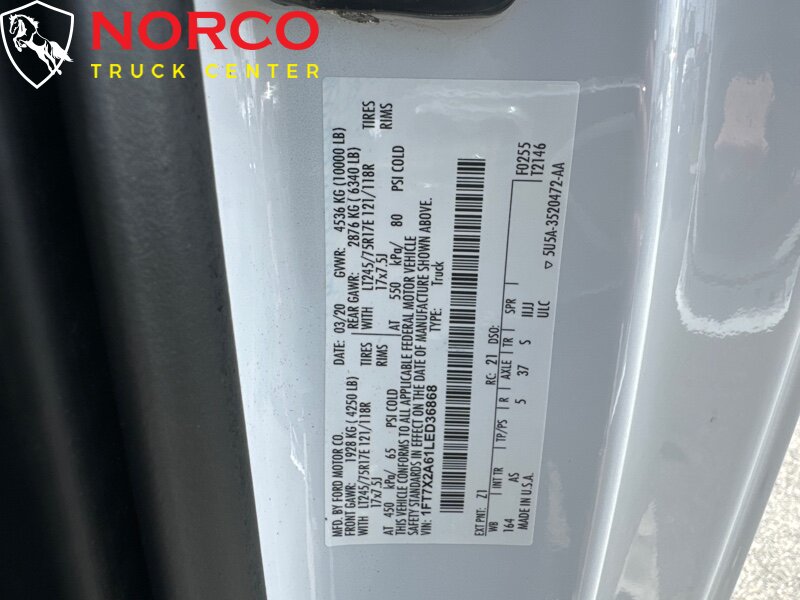 NORCO
TRUCK CENTER
MFD. BY FORD MOTOR CO.
DATE: 03/20 GVWR: 4536 KG (10000 LB)
FRONT GAWR: 1928 KG ( 4250 LB) REAR GAWR: 2876 KG ( 6340 LB)
WITH LT245/75R17E 121/118R TIRES WITH LT245/75R17E 121/118R TIRES
17x7.5J RIMS 17x7.5J RIMS
AT 450 kPa/ 65 PSI COLD AT 550 kPa/ 80 PSI COLD
THIS VEHICLE CONFORMS TO ALL APPLICABLE FEDERAL MOTOR VEHICLE
SAFETY STANDARDS IN EFFECT ON THE DATE OF MANUFACTURE SHOWN ABOVE.
VIN: 1FT7X2A61LED36868 TYPE: Truck
F0255
T2146
EXT PNT: Z1 RC: 21 DSO:
WB INT TR TP/PS R AXLE TR SPR
164 AS 5 37 S IIJJ
MADE IN U.S.A. ULC
▽ 5U5A-3520472-AA